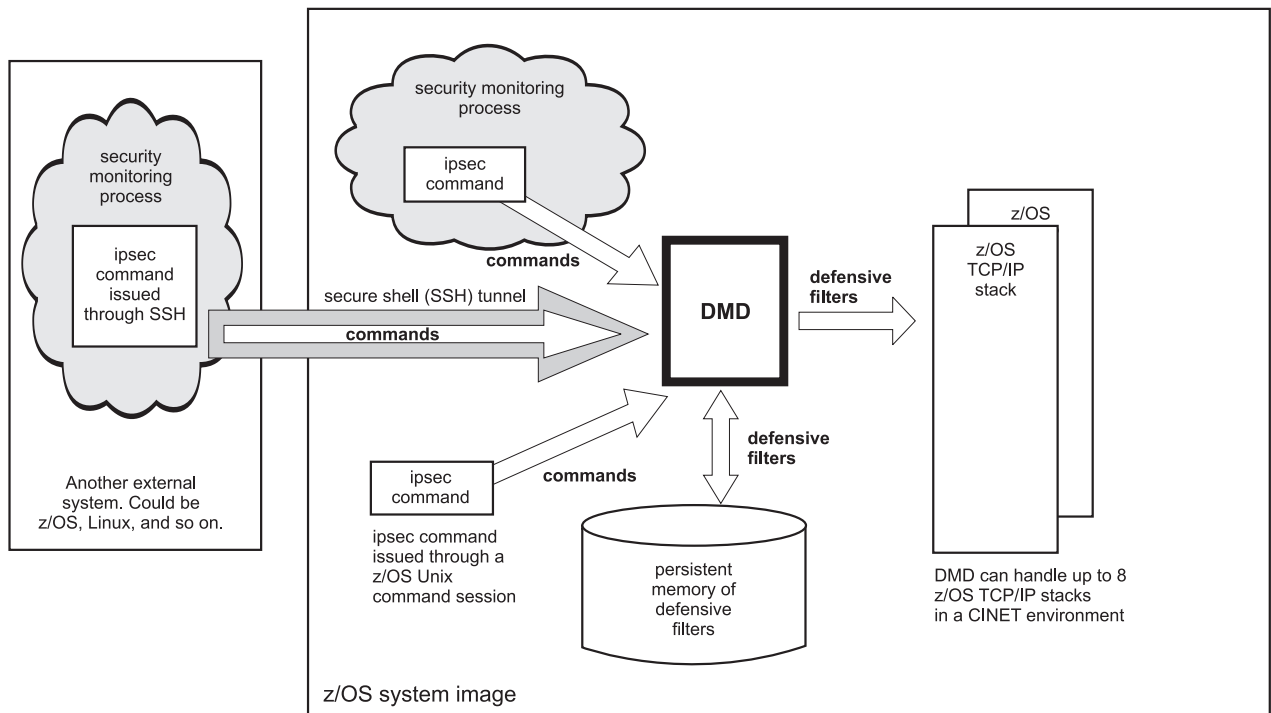 security
monitoring
process
ipsec
command
issued
through SSH
Another external
system. Could be
z/OS, Linux, and so on.
security monitoring
process
ipsec
command
commands
secure shell (SSH) tunnel
commands
ipsec
command
commands
ipsec command
issued through a
z/OS Unix
command session
DMD
defensive
filters
defensive
filters
persistent
memory of
defensive
filters
z/OS
z/OS
TCP/IP
stack
DMD can handle up to 8
z/OS TCP/IP stacks
in a CINET environment
z/OS system image